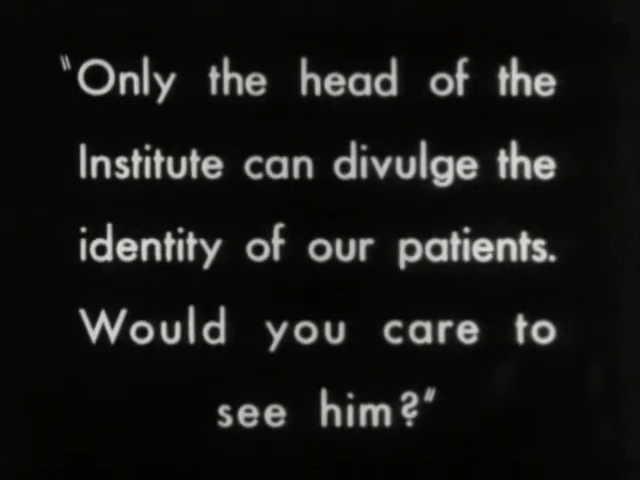 "Only the head of the
Institute can divulge the
identity of our patients.
Would you care to
see him?"